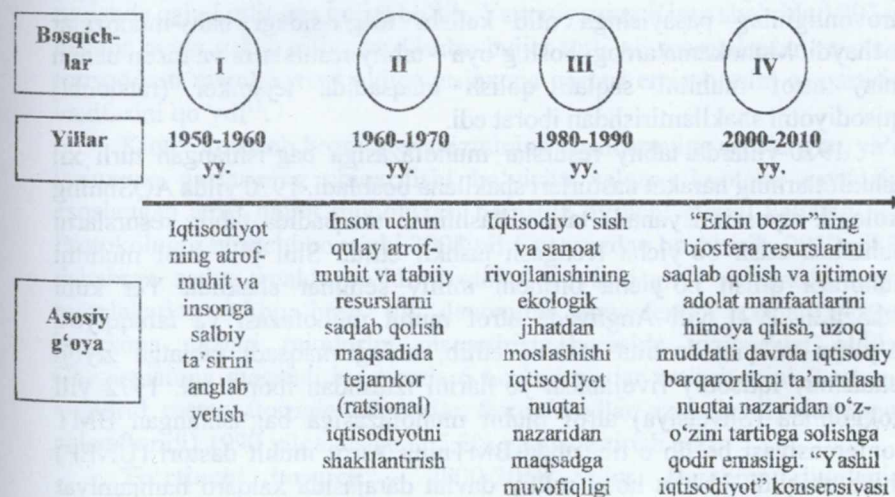 Bosqich-
lar
I
II
III
IV
Yillar
1950-1960
yy.
1960-1970
yy.
1980-1990
yy.
2000-2010
yy.
Asosiy
g‘oya
Iqtisodiyot
ning atrof-
muhit va
insonga
salbiy
ta’sirini
anglab
yetish
Inson uchun
qulay atrof-
muhit va tabiiy
resurslarni
saqlab qolish
maqsadida
tejamkor
(ratsional)
iqtisodiyotni
shakllantirish
Iqtisodiy o‘sish
va sanoat
rivojlanishining
ekologik
jihatdan
moslashishi
iqtisodiyot
nuqtai
nazaridan
maqsadga
muvofiqligi
“Erkin bozor”ning
biosfera resurslarini
saqlab qolish va ijtimoiy
adolat manfaatlarini
himoya qilish, uzoq
muddatli davrda iqtisodiy
barqarorlikni ta’minlash
nuqtai nazaridan o‘z-
o‘zini tartibga solishga
qodir emasligi. “Yashil
iqtisodiyot” konsepsiyasi